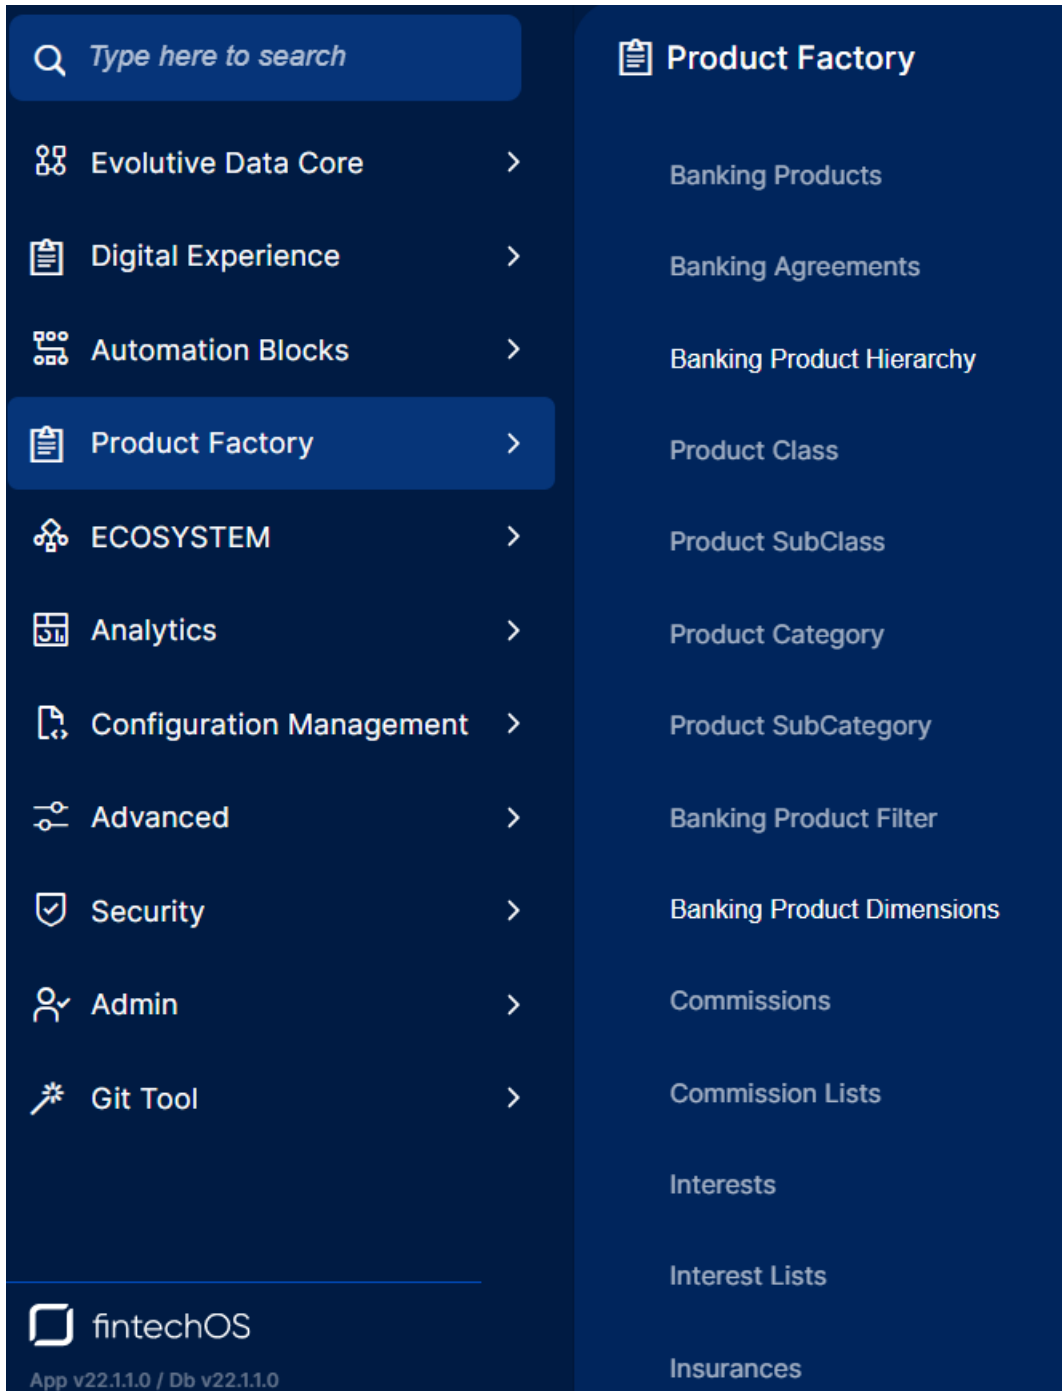 Type here to search
Evolutive Data Core
Digital Experience
Automation Blocks
Product Factory
ECOSYSTEM
Analytics
Configuration Management
Advanced
Security
Admin
Git Tool
fintechOS
App v22.1.1.0 / Db v22.1.1.0
Product Factory
Banking Products
Banking Agreements
Banking Product Hierarchy
Product Class
Product SubClass
Product Category
Product SubCategory
Banking Product Filter
Banking Product Dimensions
Commissions
Commission Lists
Interests
Interest Lists
Insurances